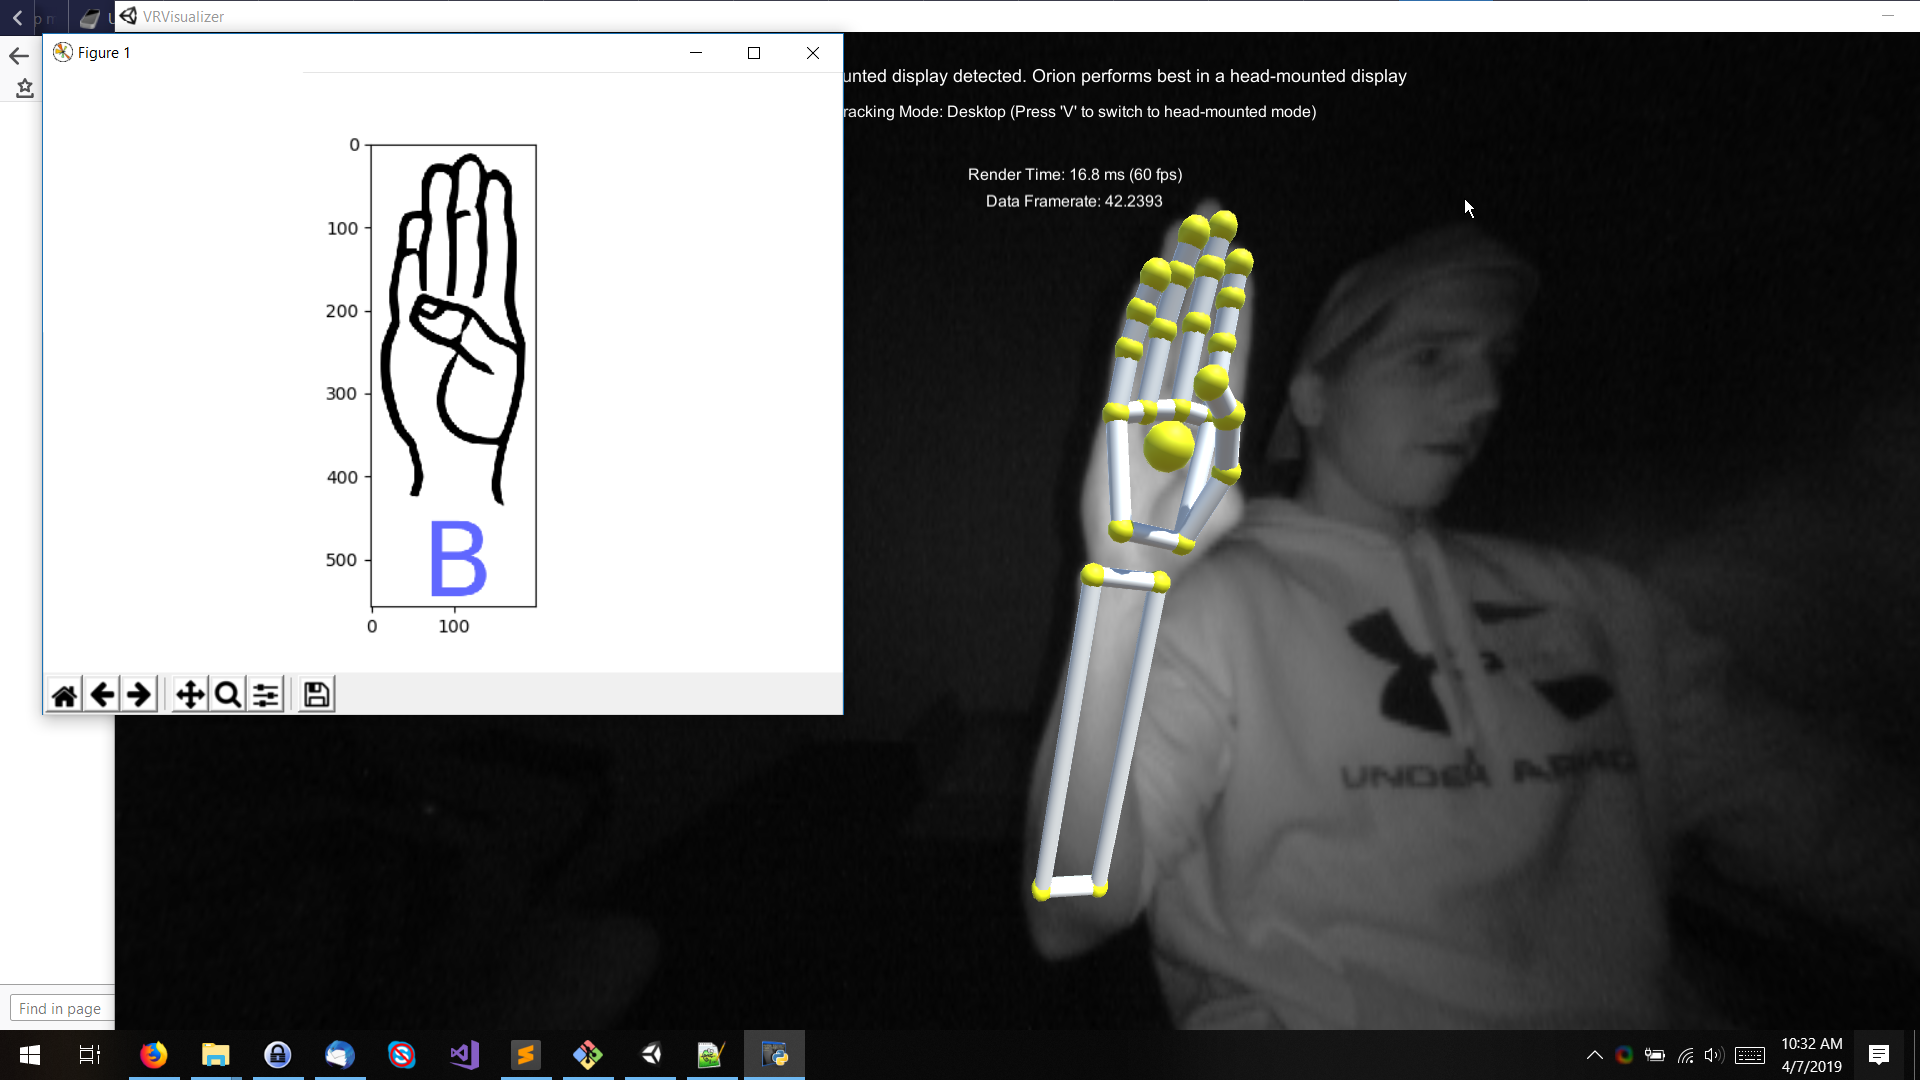 VRVisualizer
Figure 1
unted display detected. Orion performs best in a head-mounted display
racking Mode: Desktop (Press 'V' to switch to head-mounted mode)
Render Time: 16.8 ms (60 fps)
Data Framerate: 42.2393
0
100
200
300
400
500
B
0
100
UNDER ARMO
Find in page
10:32 AM
4/7/2019